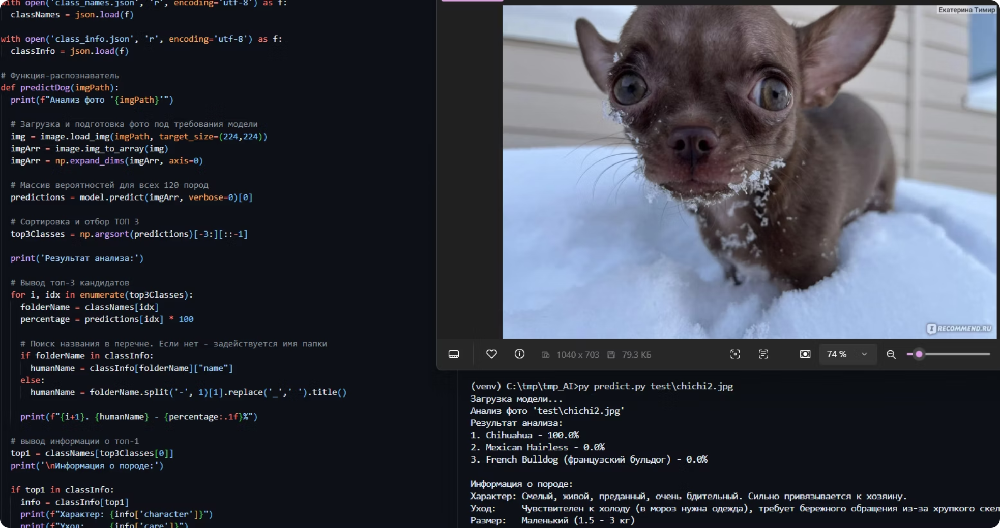 with open('class_names.json', 'r', encoding='utf-8') as f:
classNames = json.load(f)
with open('class_info.json', 'r', encoding='utf-8') as f:
classInfo = json.load(f)
# Функция-распознаватель
def predictDog(imgPath):
print(f"Анализ фото '{imgPath}'")
# Загрузка и подготовка фото под требования модели
img = image.load_img(imgPath, target_size=(224,224))
imgArr = image.img_to_array(img)
imgArr = np.expand_dims(imgArr, axis=0)
# Массив вероятностей для всех 120 пород
predictions = model.predict(imgArr, verbose=0)[0]
# Сортировка и отбор ТОП 3
top3Classes = np.argsort(predictions)[-3:][::-1]
print('Результат анализа:')
# Вывод топ-3 кандидатов
for i, idx in enumerate(top3Classes):
folderName = classNames[idx]
percentage = predictions[idx] * 100
# Поиск названия в перечне. Если нет - задействуется имя папки
if folderName in classInfo:
humanName = classInfo[folderName]["name"]
else:
humanName = folderName.split('-', 1)[1].replace('_',' ').title()
print(f"{i+1}. {humanName} - {percentage:.1f}%")
# вывод информации о топ-1
top1 = classNames[top3Classes[0]]
print('\nИнформация о породе:')
if top1 in classInfo:
info = classInfo[top1]
print(f"Характер: {info['character']}")
print(f"Уход: {info['care']}")
Екатерина Тимир
IRECOMMEND.RU
1040 x 703
79.3 КБ
74 %
(venv) C:\tmp\tmp_AI>py predict.py test\chichi2.jpg
Загрузка модели...
Анализ фото 'test\chichi2.jpg'
Результат анализа:
1. Chihuahua - 100.0%
2. Mexican Hairless - 0.0%
3. French Bulldog (французский бульдог) - 0.0%
Информация о породе:
Характер: Смелый, живой, преданный, очень бдительный. Сильно привязывается к хозяину.
Уход: Чувствителен к холоду (в мороз нужна одежда), требует бережного обращения из-за хрупкого скел
Размер: Маленький (1.5 - 3 кг)